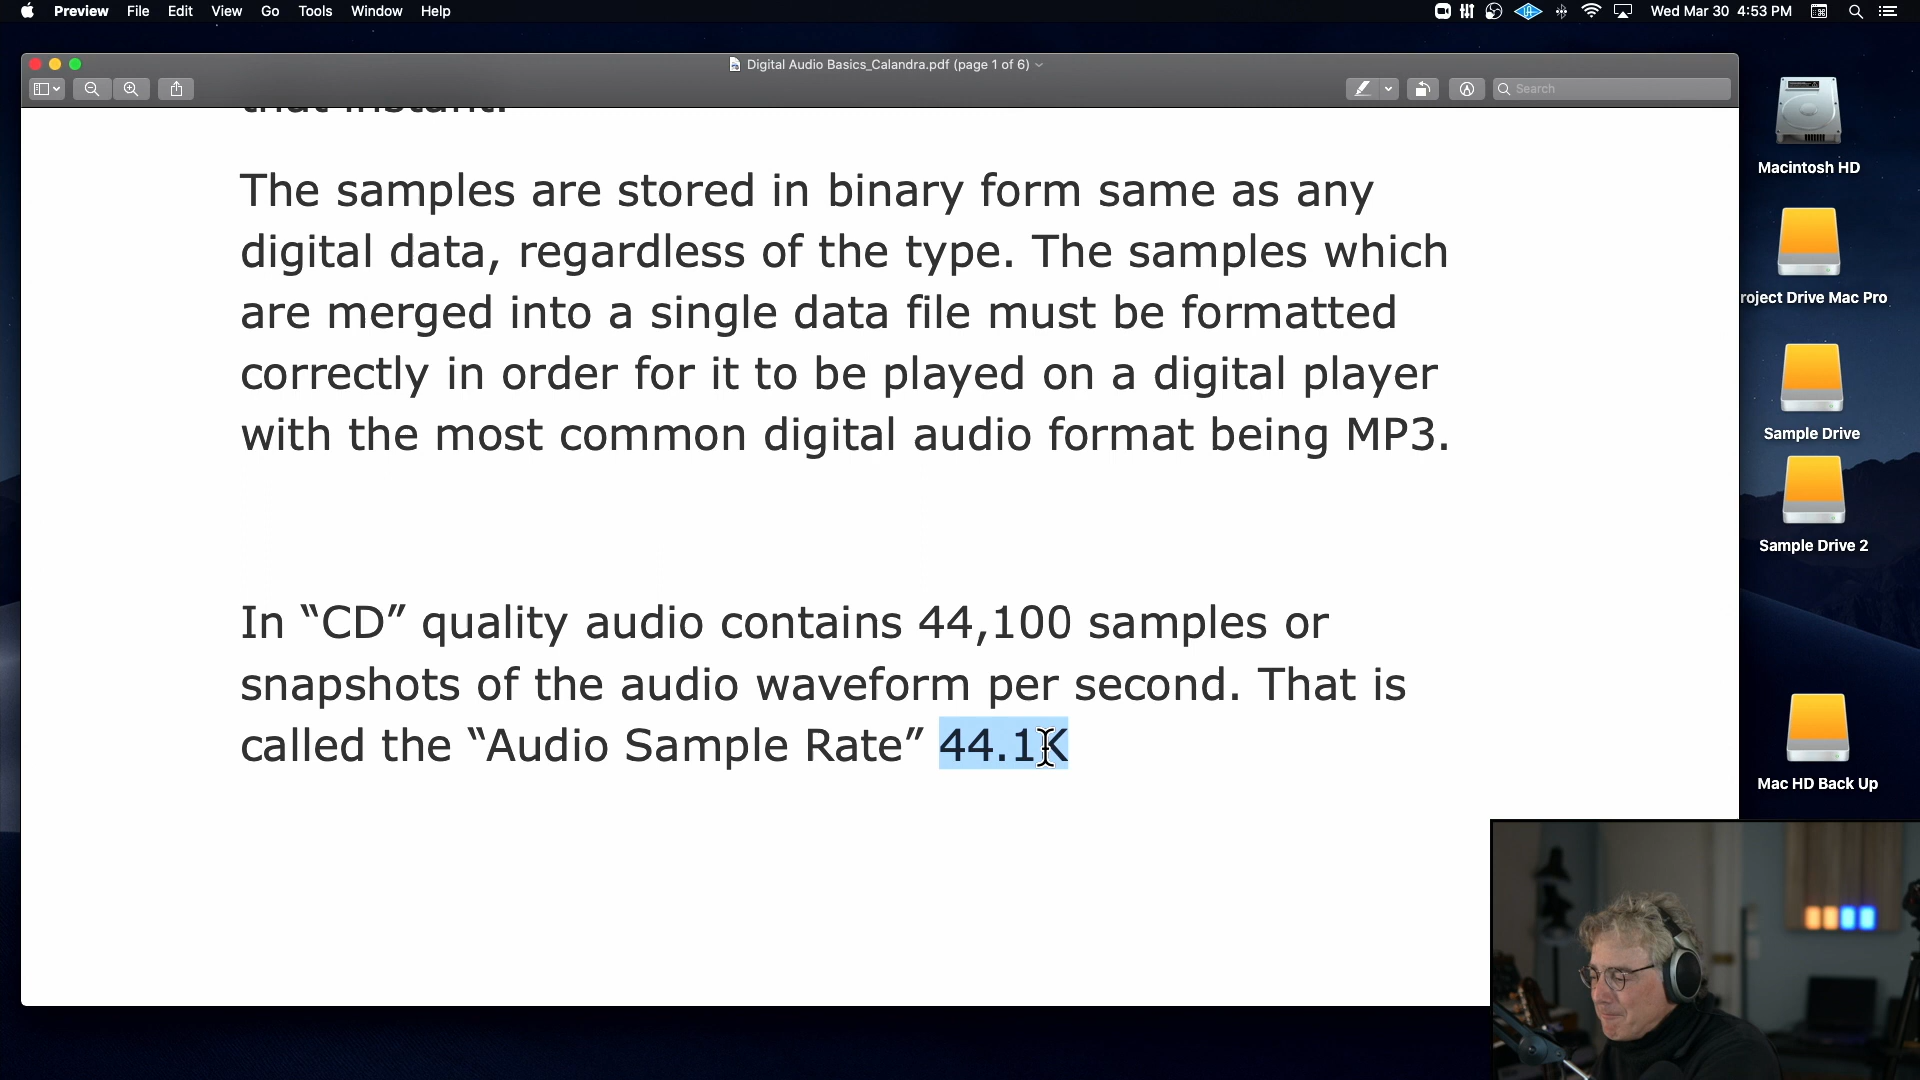 Preview File Edit View Go Tools Window Help
Wed Mar 30 4:53 PM
Digital Audio Basics_Calandra.pdf (page 1 of 6)
Search
that instant.
The samples are stored in binary form same as any
digital data, regardless of the type. The samples which
are merged into a single data file must be formatted
correctly in order for it to be played on a digital player
with the most common digital audio format being MP3.
In “CD” quality audio contains 44,100 samples or
snapshots of the audio waveform per second. That is
called the “Audio Sample Rate” 44.1K
Macintosh HD
roject Drive Mac Pro
Sample Drive
Sample Drive 2
Mac HD Back Up